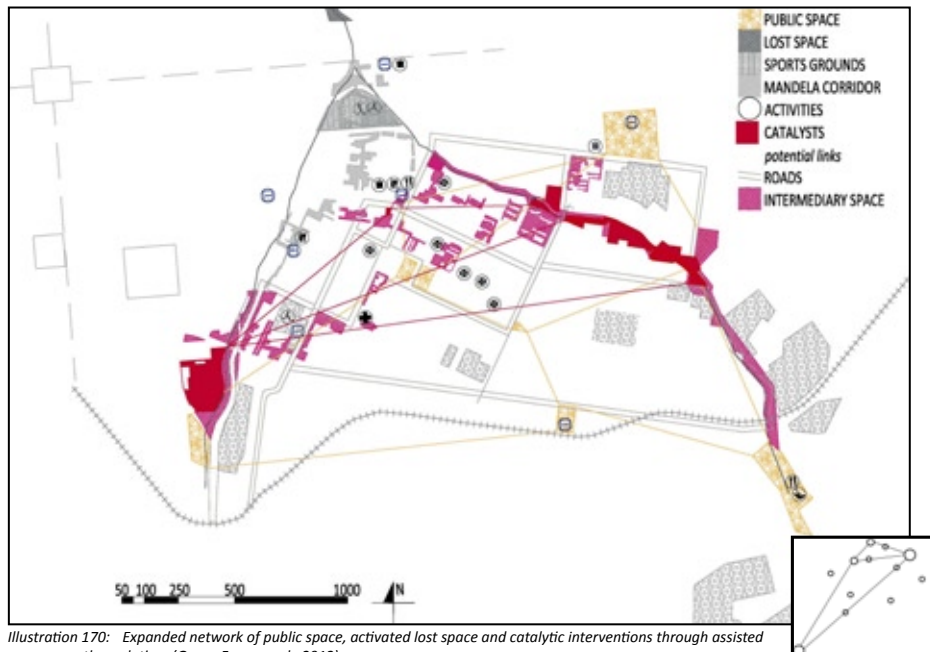 PUBLIC SPACE
LOST SPACE
SPORTS GROUNDS
MANDELA CORRIDOR
ACTIVITIES
CATALYSTS
potential links
ROADS
INTERMEDIARY SPACE
50 100 250 500 1000 N
Illustration 170: Expanded network of public space, activated lost space and catalytic interventions through assisted